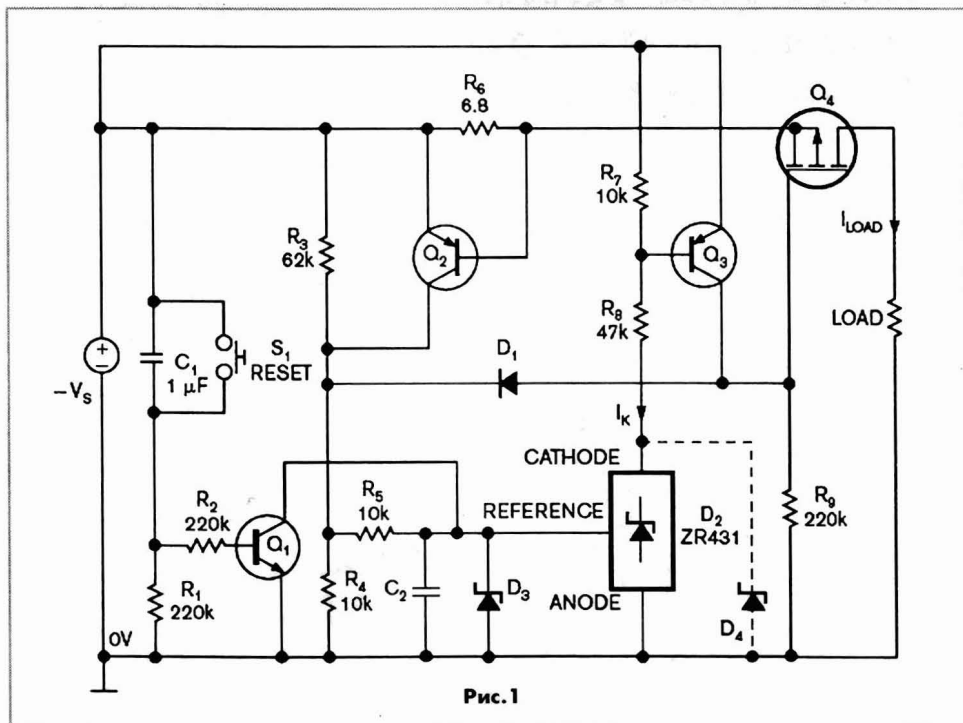 R6
6.8
Q4
R7
10k
ILOAD
R3
62k
Q2
Q3
LOAD
R8
47k
C1
1 µF
S1
RESET
D1
−VS
IK
CATHODE
R2
220k
Q1
R5
10k
REFERENCE
D2
ZR431
R9
220k
R1
220k
R4
10k
C2
D3
ANODE
D4
0V
Рис.1